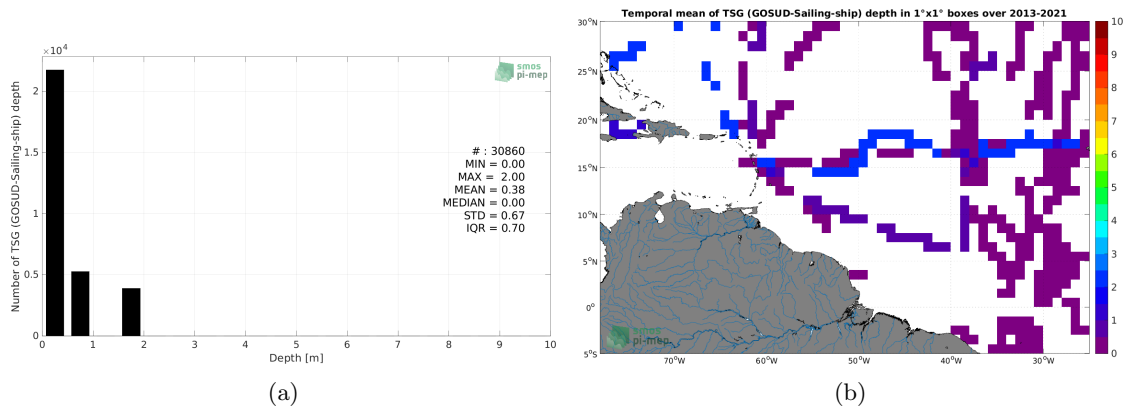 ×10⁴
smos
pi-mep
2
1.5
1
0.5
0
Number of TSG (GOSUD-Sailing-ship) depth
# : 30860
MIN = 0.00
MAX = 2.00
MEAN = 0.38
MEDIAN = 0.00
STD = 0.67
IQR = 0.70
0 1 2 3 4 5 6 7 8 9 10
Depth [m]
(a)
Temporal mean of TSG (GOSUD-Sailing-ship) depth in 1°x1° boxes over 2013-2021
30°N
25°N
20°N
15°N
10°N
5°N
0°
5°S
smos
pi-mep
70°W 60°W 50°W 40°W 30°W
10
9
8
7
6
5
4
3
2
1
0
(b)